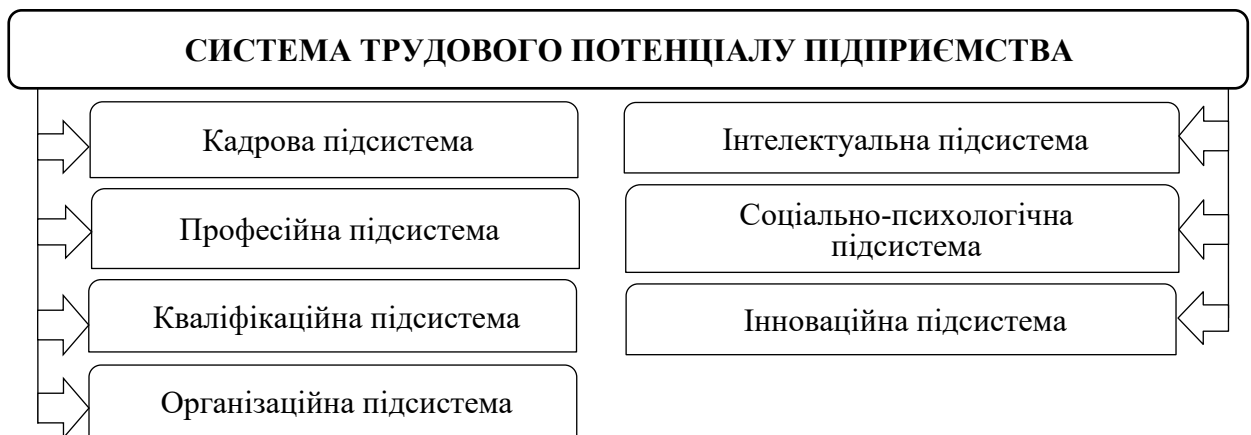 СИСТЕМА ТРУДОВОГО ПОТЕНЦІАЛУ ПІДПРИЄМСТВА
Кадрова підсистема
Професійна підсистема
Кваліфікаційна підсистема
Організаційна підсистема
Інтелектуальна підсистема
Соціально-психологічна
підсистема
Інноваційна підсистема